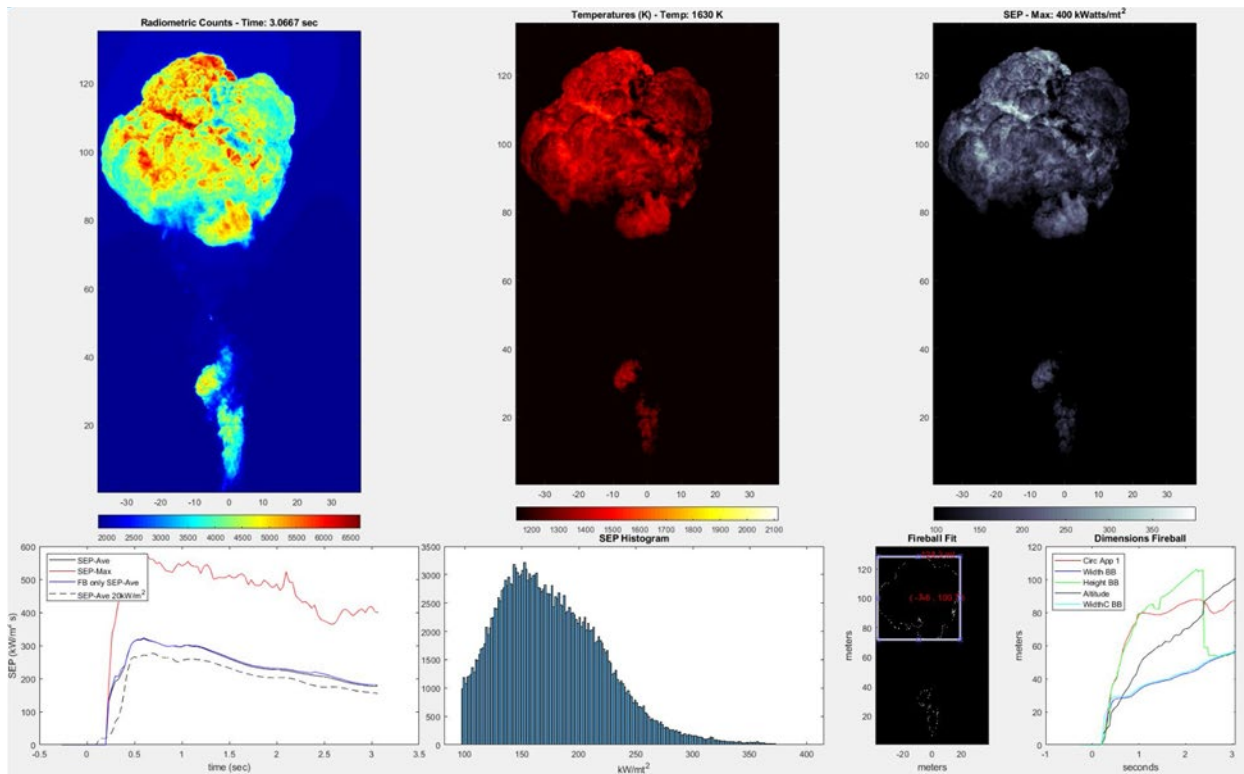 Radiometric Counts - Time: 3.0667 sec
Temperatures (K) - Temp: 1630 K
SEP - Max: 400 kWatts/mt²
120
100
80
60
40
20
-30 -20 -10 0 10 20 30
2000 2500 3000 3500 4000 4500 5000 5500 6000 6500
120
100
80
60
40
20
-30 -20 -10 0 10 20 30
1200 1300 1400 1500 1600 1700 1800 1900 2000 2100
120
100
80
60
40
20
-30 -20 -10 0 10 20 30
100 150 200 250 300 350
SEP-Ave
SEP-Max
FB only SEP-Ave
SEP-Ave 20kW/m²
SEP (kW/m² s)
600
500
400
300
200
100
0
-0.5 0 0.5 1 1.5 2 2.5 3 3.5
time (sec)
SEP Histogram
3500
3000
2500
2000
1500
1000
500
0
100 150 200 250 300 350 400
kW/mt²
Fireball Fit
meters
120
100
80
60
40
20
-20 0 20
meters
Dimensions Fireball
Circ App 1
Width BB
Height BB
Altitude
WidthC BB
meters
120
100
80
60
40
20
0
-1 0 1 2 3
seconds